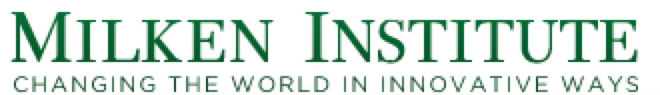 MILKEN INSTITUTE
CHANGING THE WORLD IN INNOVATIVE WAYS